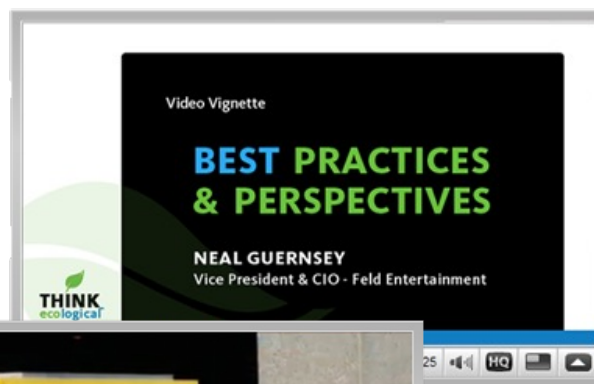 Video Vignette
BEST PRACTICES
& PERSPECTIVES
NEAL GUERNSEY
Vice President & CIO - Feld Entertainment
THINK
ecological
25
HQ